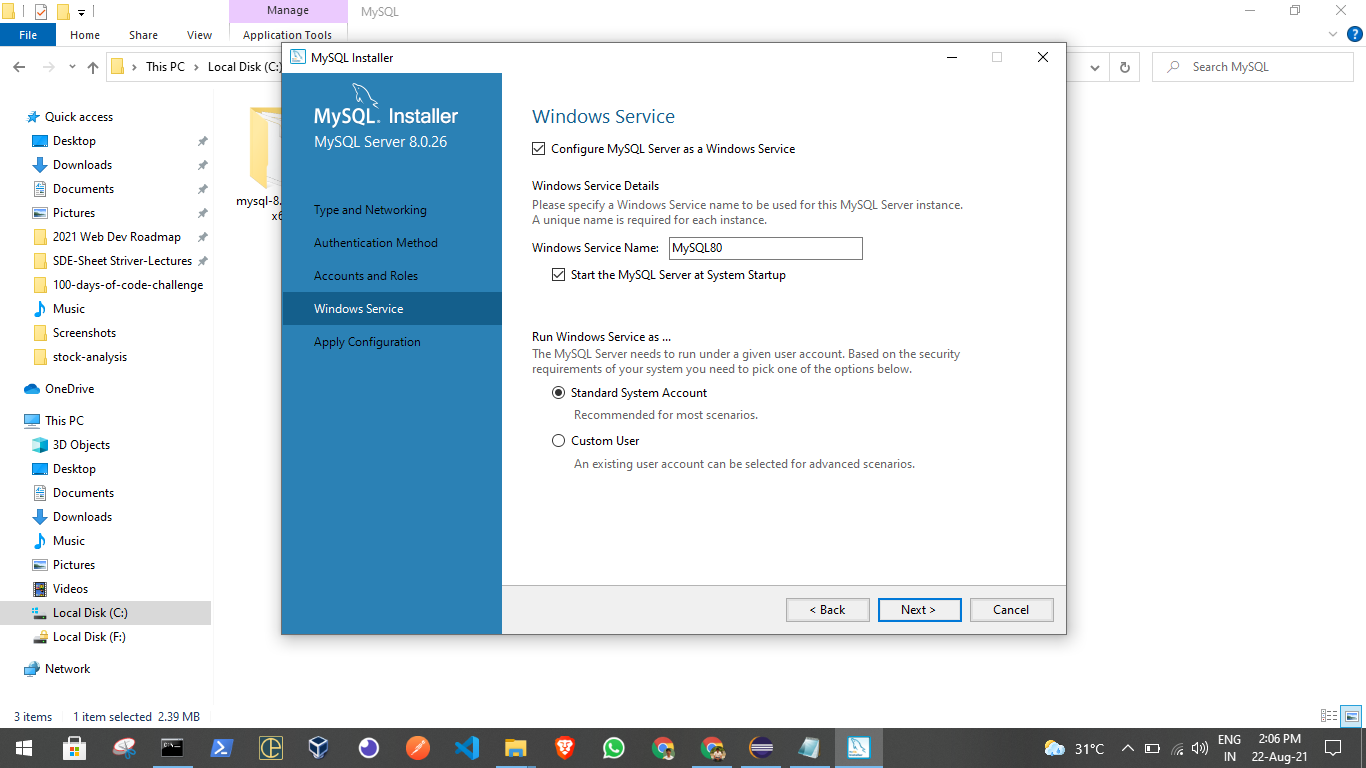 Manage
MySQL
File
Home
Share
View
Application Tools
This PC
Local Disk (C:)
Search MySQL
Quick access
Desktop
Downloads
Documents
Pictures
2021 Web Dev Roadmap
SDE-Sheet Striver-Lectures
100-days-of-code-challenge
Music
Screenshots
stock-analysis
OneDrive
This PC
3D Objects
Desktop
Documents
Downloads
Music
Pictures
Videos
Local Disk (C:)
Local Disk (F:)
Network
mysql-8.
x6
MySQL Installer
MySQL. Installer
MySQL Server 8.0.26
Type and Networking
Authentication Method
Accounts and Roles
Windows Service
Apply Configuration
Windows Service
Configure MySQL Server as a Windows Service
Windows Service Details
Please specify a Windows Service name to be used for this MySQL Server instance.
A unique name is required for each instance.
Windows Service Name: MySQL80
Start the MySQL Server at System Startup
Run Windows Service as ...
The MySQL Server needs to run under a given user account. Based on the security
requirements of your system you need to pick one of the options below.
Standard System Account
Recommended for most scenarios.
Custom User
An existing user account can be selected for advanced scenarios.
< Back
Next >
Cancel
3 items
1 item selected 2.39 MB
31°C
ENG
IN
2:06 PM
22-Aug-21